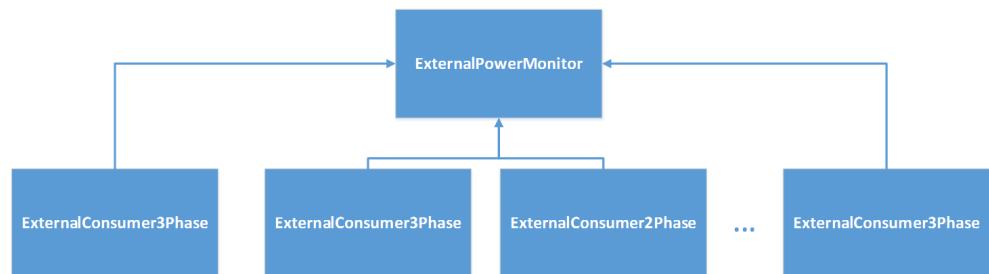 ExternalPowerMonitor
ExternalConsumer3Phase
ExternalConsumer3Phase
ExternalConsumer2Phase
...
ExternalConsumer3Phase